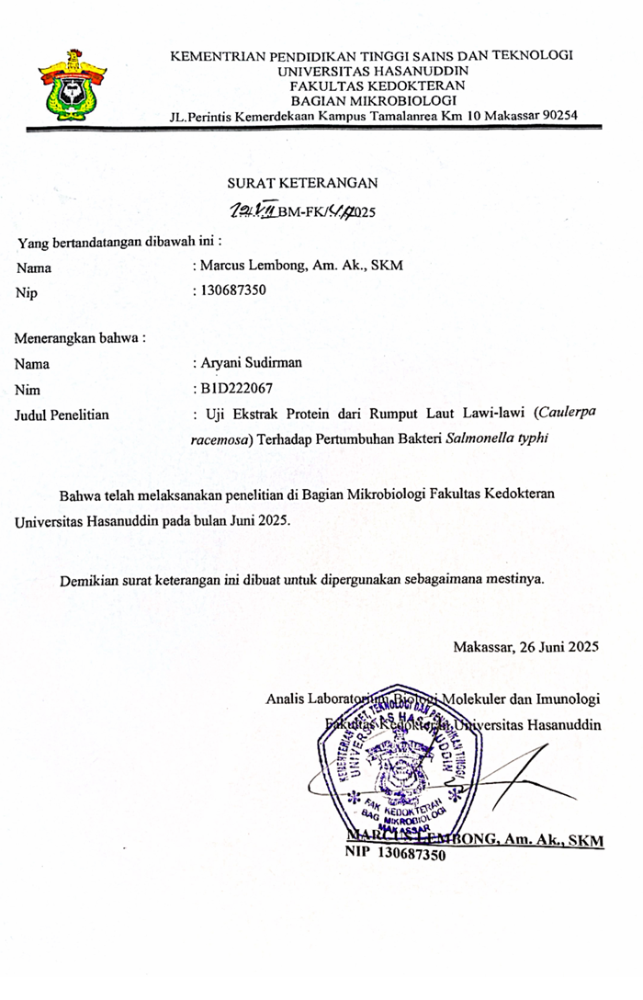 KEMENTRIAN PENDIDIKAN TINGGI SAINS DAN TEKNOLOGI
UNIVERSITAS HASANUDDIN
FAKULTAS KEDOKTERAN
BAGIAN MIKROBIOLOGI
JL.Perintis Kemerdekaan Kampus Tamalanrea Km 10 Makassar 90254
SURAT KETERANGAN
BM-FK/ 2025
Yang bertandatangan dibawah ini :
Nama : Marcus Lembong, Am. Ak., SKM
Nip : 130687350
Menerangkan bahwa :
Nama : Aryani Sudirman
Nim : B1D222067
Judul Penelitian : Uji Ekstrak Protein dari Rumput Laut Lawi-lawi (Caulerpa
racemosa) Terhadap Pertumbuhan Bakteri Salmonella typhi
Bahwa telah melaksanakan penelitian di Bagian Mikrobiologi Fakultas Kedokteran
Universitas Hasanuddin pada bulan Juni 2025.
Demikian surat keterangan ini dibuat untuk dipergunakan sebagaimana mestinya.
Makassar, 26 Juni 2025
Analis Laboratorium Biologi Molekuler dan Imunologi
Fakultas Kedokteran Universitas Hasanuddin
KEMENTERIAN RISET, TEKNOLOGI DAN PENDIDIKAN TINGGI
UNIVERSITAS HASANUDDIN
FAK KEDOKTERAN
BAG MIKROBIOLOGI
MAKASSAR
MARCUS LEMBONG, Am. Ak., SKM
NIP 130687350